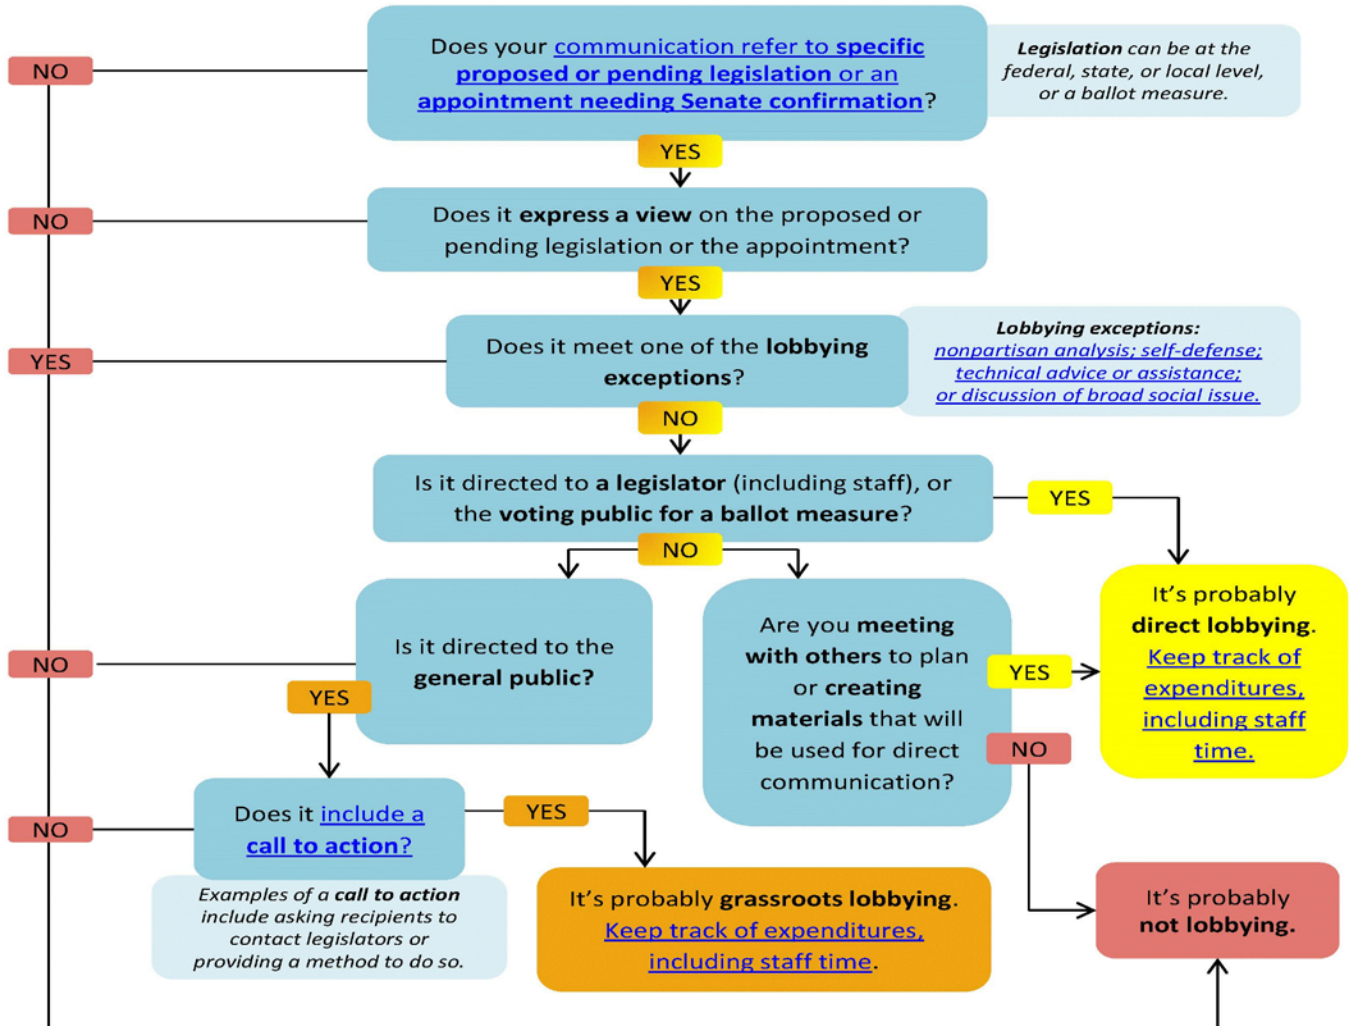 Does your communication refer to specific
proposed or pending legislation or an
appointment needing Senate confirmation?
Legislation can be at the
federal, state, or local level,
or a ballot measure.
NO
YES
Does it express a view on the proposed or
pending legislation or the appointment?
NO
YES
Does it meet one of the lobbying
exceptions?
Lobbying exceptions:
nonpartisan analysis; self-defense;
technical advice or assistance;
or discussion of broad social issue.
YES
NO
Is it directed to a legislator (including staff), or
the voting public for a ballot measure?
YES
NO
Is it directed to the
general public?
NO
YES
Are you meeting
with others to plan
or creating
materials that will
be used for direct
communication?
YES
NO
It's probably
direct lobbying.
Keep track of
expenditures,
including staff
time.
Does it include a
call to action?
NO
YES
Examples of a call to action
include asking recipients to
contact legislators or
providing a method to do so.
It's probably grassroots lobbying.
Keep track of expenditures,
including staff time.
It's probably
not lobbying.